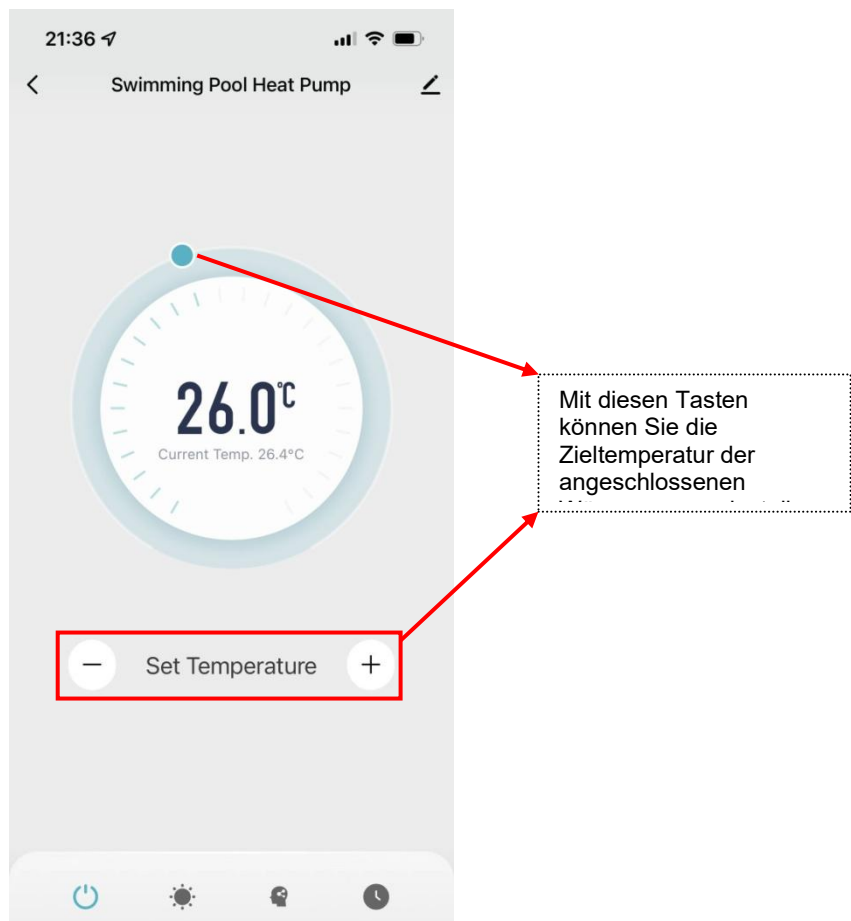 21:36
Swimming Pool Heat Pump
26.0°C
Current Temp. 26.4°C
− Set Temperature +
Mit diesen Tasten
können Sie die
Zieltemperatur der
angeschlossenen